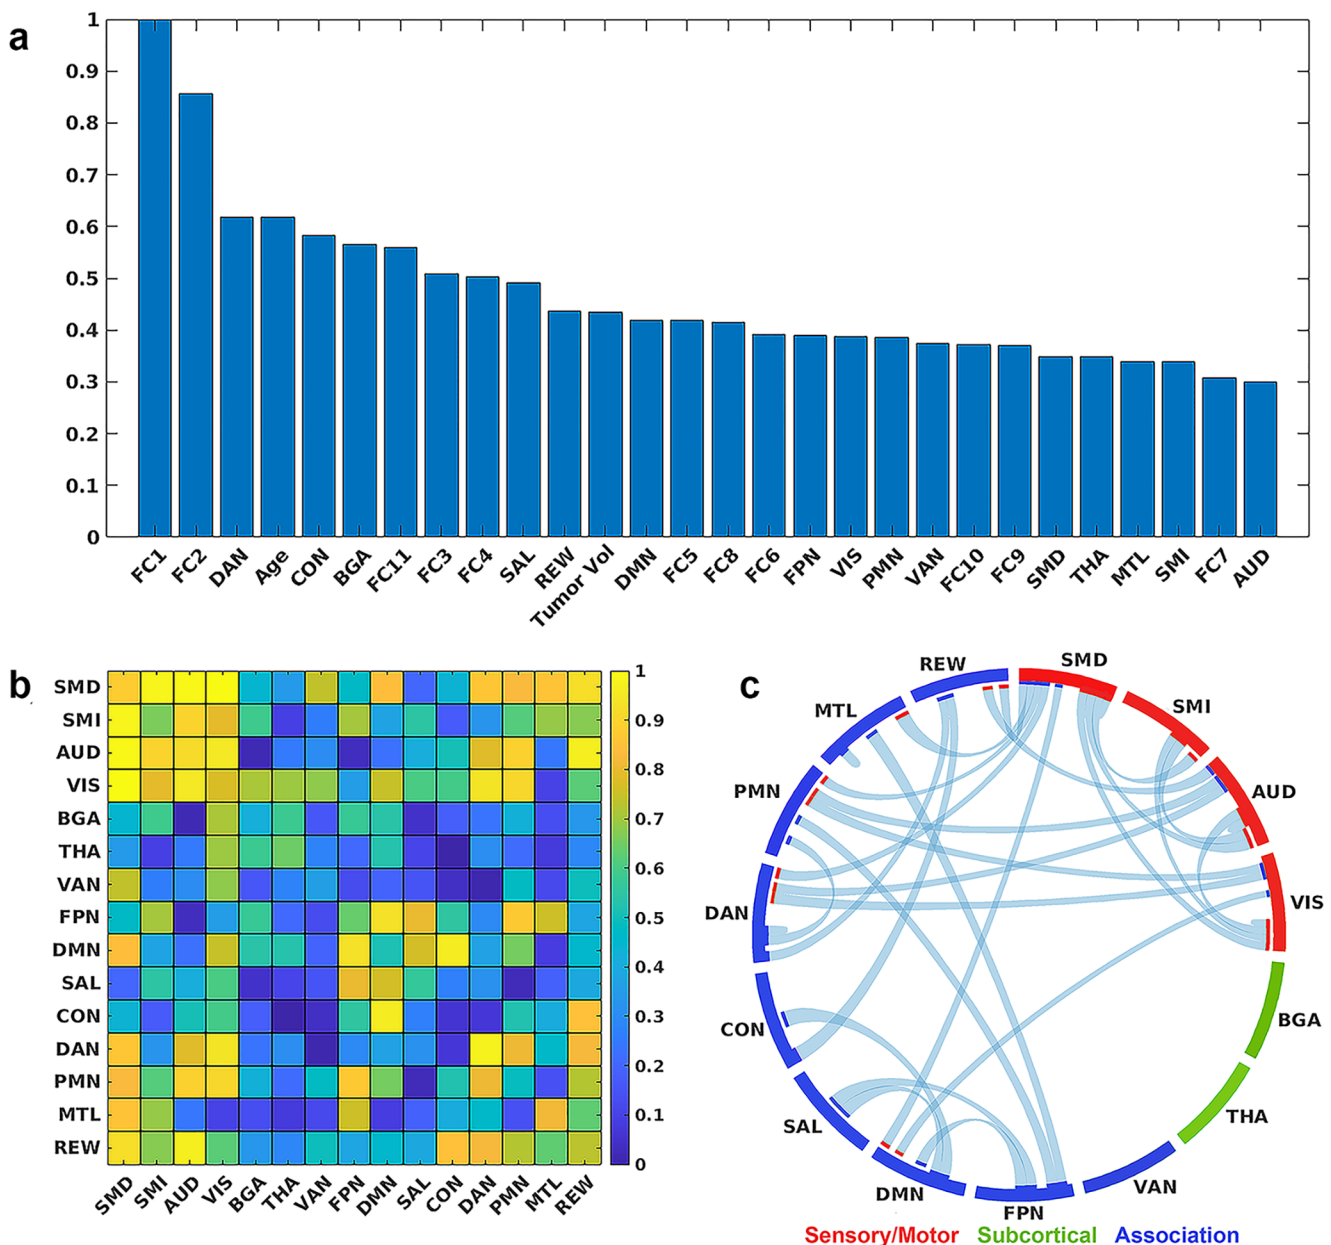 a
1
0.9
0.8
0.7
0.6
0.5
0.4
0.3
0.2
0.1
0
FC1 FC2 DAN Age CON BGA FC11 FC3 FC4 SAL REW Tumor Vol DMN FC5 FC8 FC6 FPN VIS PMN VAN FC10 FC9 SMD THA MTL SMI FC7 AUD
b
SMD
SMI
AUD
VIS
BGA
THA
VAN
FPN
DMN
SAL
CON
DAN
PMN
MTL
REW
SMD SMI AUD VIS BGA THA VAN FPN DMN SAL CON DAN PMN MTL REW
1
0.9
0.8
0.7
0.6
0.5
0.4
0.3
0.2
0.1
0
c
SMD
SMI
AUD
VIS
BGA
THA
VAN
FPN
DMN
SAL
CON
DAN
PMN
MTL
REW
Sensory/Motor Subcortical Association